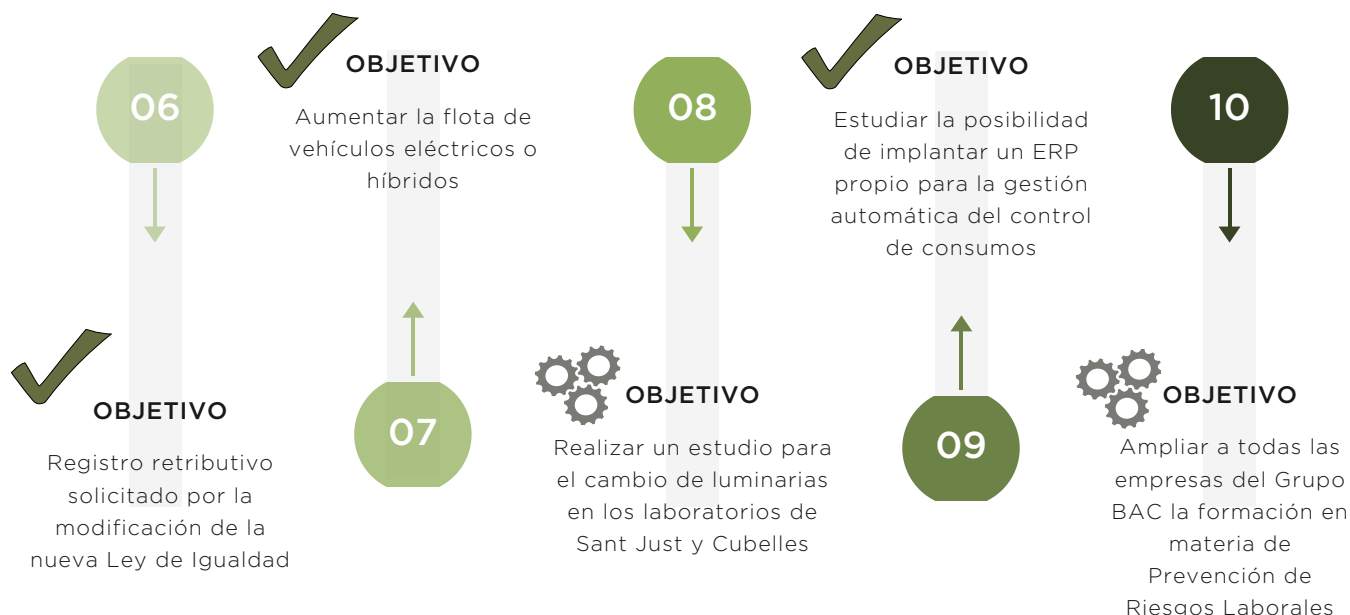 06
OBJETIVO
Registro retributivo
solicitado por la
modificación de la
nueva Ley de Igualdad
OBJETIVO
Aumentar la flota de
vehículos eléctricos o
híbridos
07
08
OBJETIVO
Realizar un estudio para
el cambio de luminarias
en los laboratorios de
Sant Just y Cubelles
OBJETIVO
Estudiar la posibilidad
de implantar un ERP
propio para la gestión
automática del control
de consumos
09
10
OBJETIVO
Ampliar a todas las
empresas del Grupo
BAC la formación en
materia de
Prevención de
Riesgos Laborales